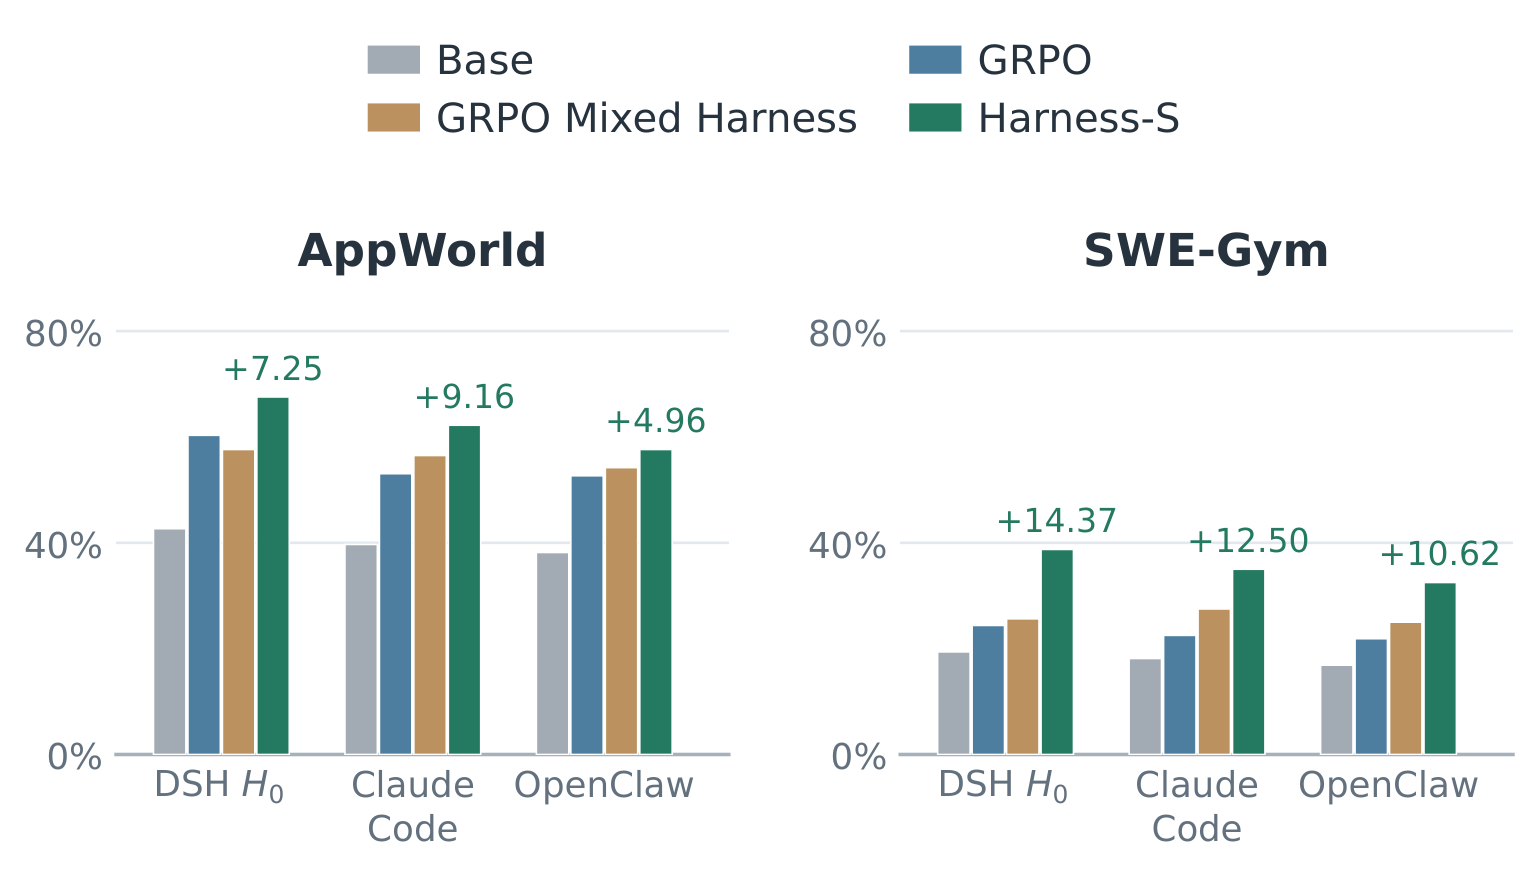 Base
GRPO
GRPO Mixed Harness
Harness-S
AppWorld
80%
40%
0%
+7.25
+9.16
+4.96
DSH H₀
Claude
Code
OpenClaw
SWE-Gym
80%
40%
0%
+14.37
+12.50
+10.62
DSH H₀
Claude
Code
OpenClaw